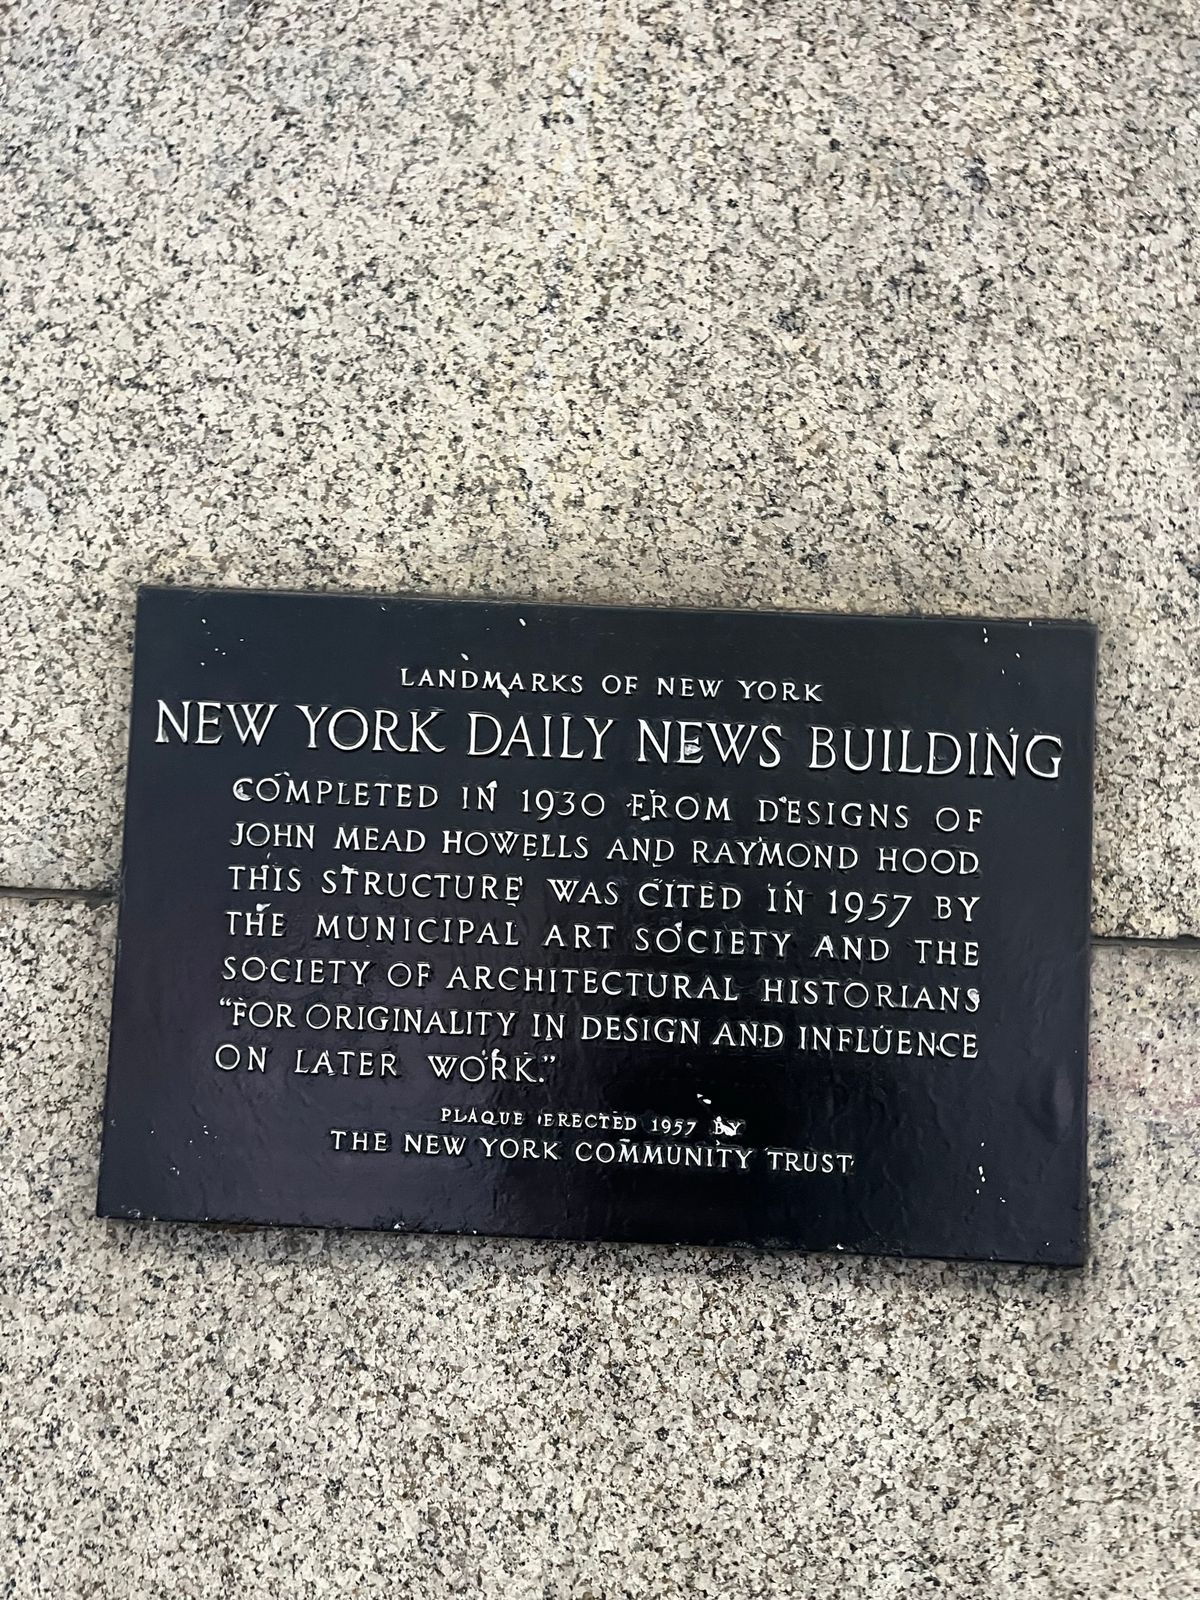 LANDMARKS OF NEW YORK
NEW YORK DAILY NEWS BUILDING
COMPLETED IN 1930 FROM DESIGNS OF
JOHN MEAD HOWELLS AND RAYMOND HOOD
THIS STRUCTURE WAS CITED IN 1957 BY
THE MUNICIPAL ART SOCIETY AND THE
SOCIETY OF ARCHITECTURAL HISTORIANS
“FOR ORIGINALITY IN DESIGN AND INFLUENCE
ON LATER WORK.”
PLAQUE ERECTED 1957 BY
THE NEW YORK COMMUNITY TRUST